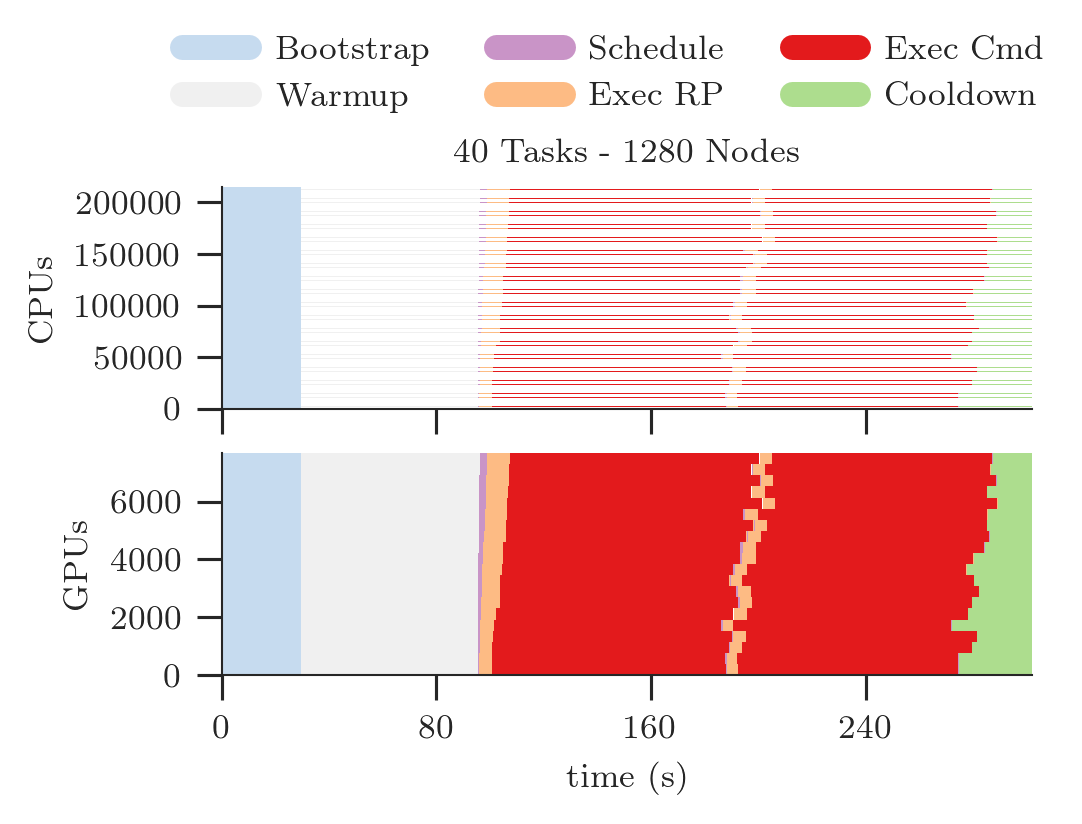 Bootstrap Schedule Exec Cmd
Warmup Exec RP Cooldown
40 Tasks - 1280 Nodes
200000
150000
100000
50000
0
CPUs
6000
4000
2000
0
GPUs
0 80 160 240
time (s)